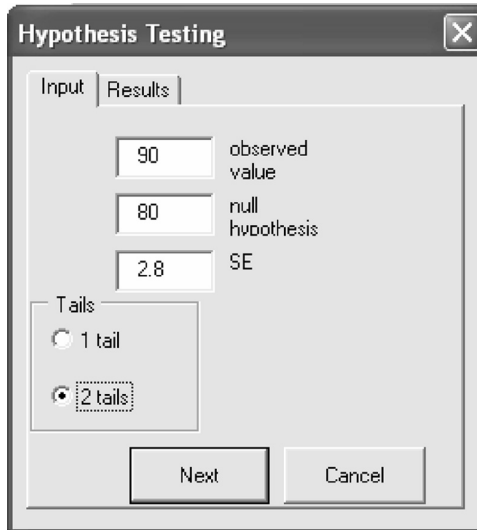 Hypothesis Testing
Input Results
90 observed
value
80 null
hypothesis
2.8 SE
Tails
1 tail
2 tails
Next Cancel